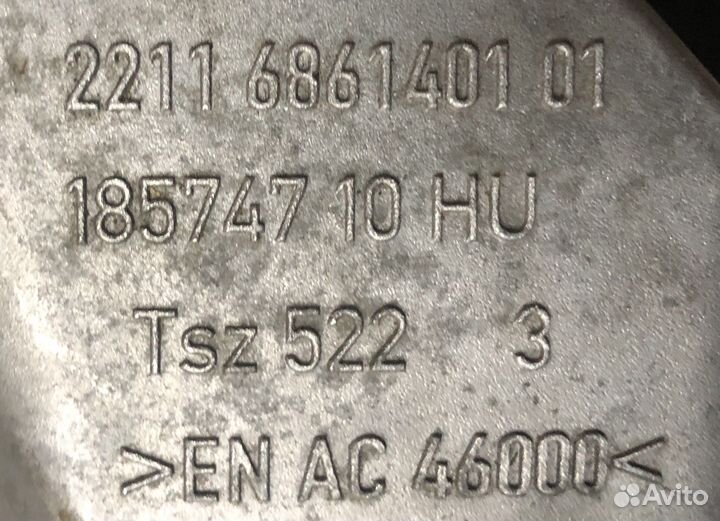 2211 6861401 01
185747 10 HU
Tsz 522 3
>EN AC 46000<
Avito